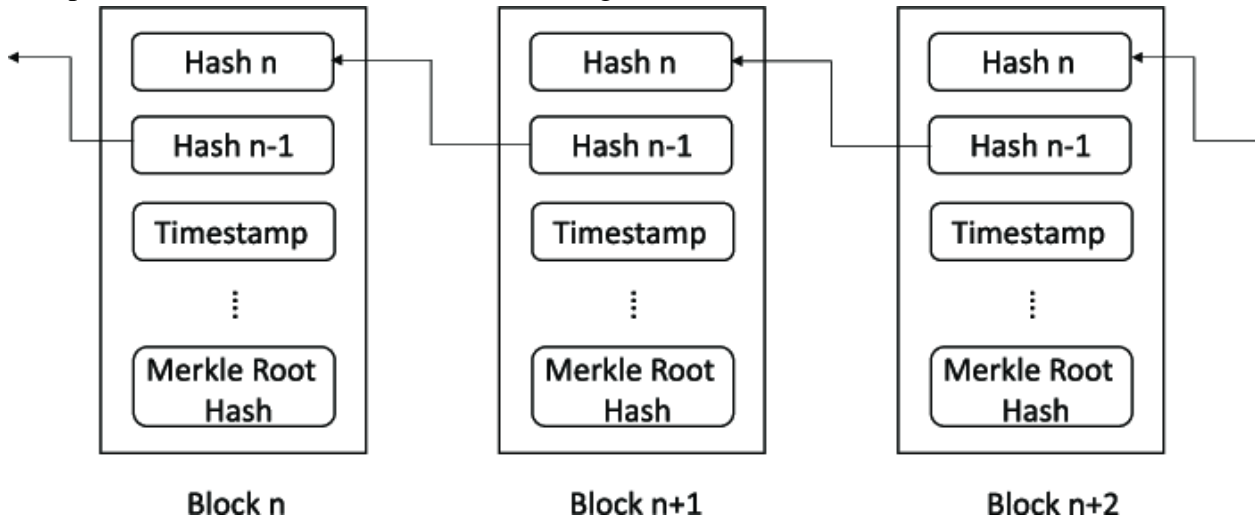 Hash n
Hash n-1
Timestamp
Merkle Root
Hash
Block n
Hash n
Hash n-1
Timestamp
Merkle Root
Hash
Block n+1
Hash n
Hash n-1
Timestamp
Merkle Root
Hash
Block n+2